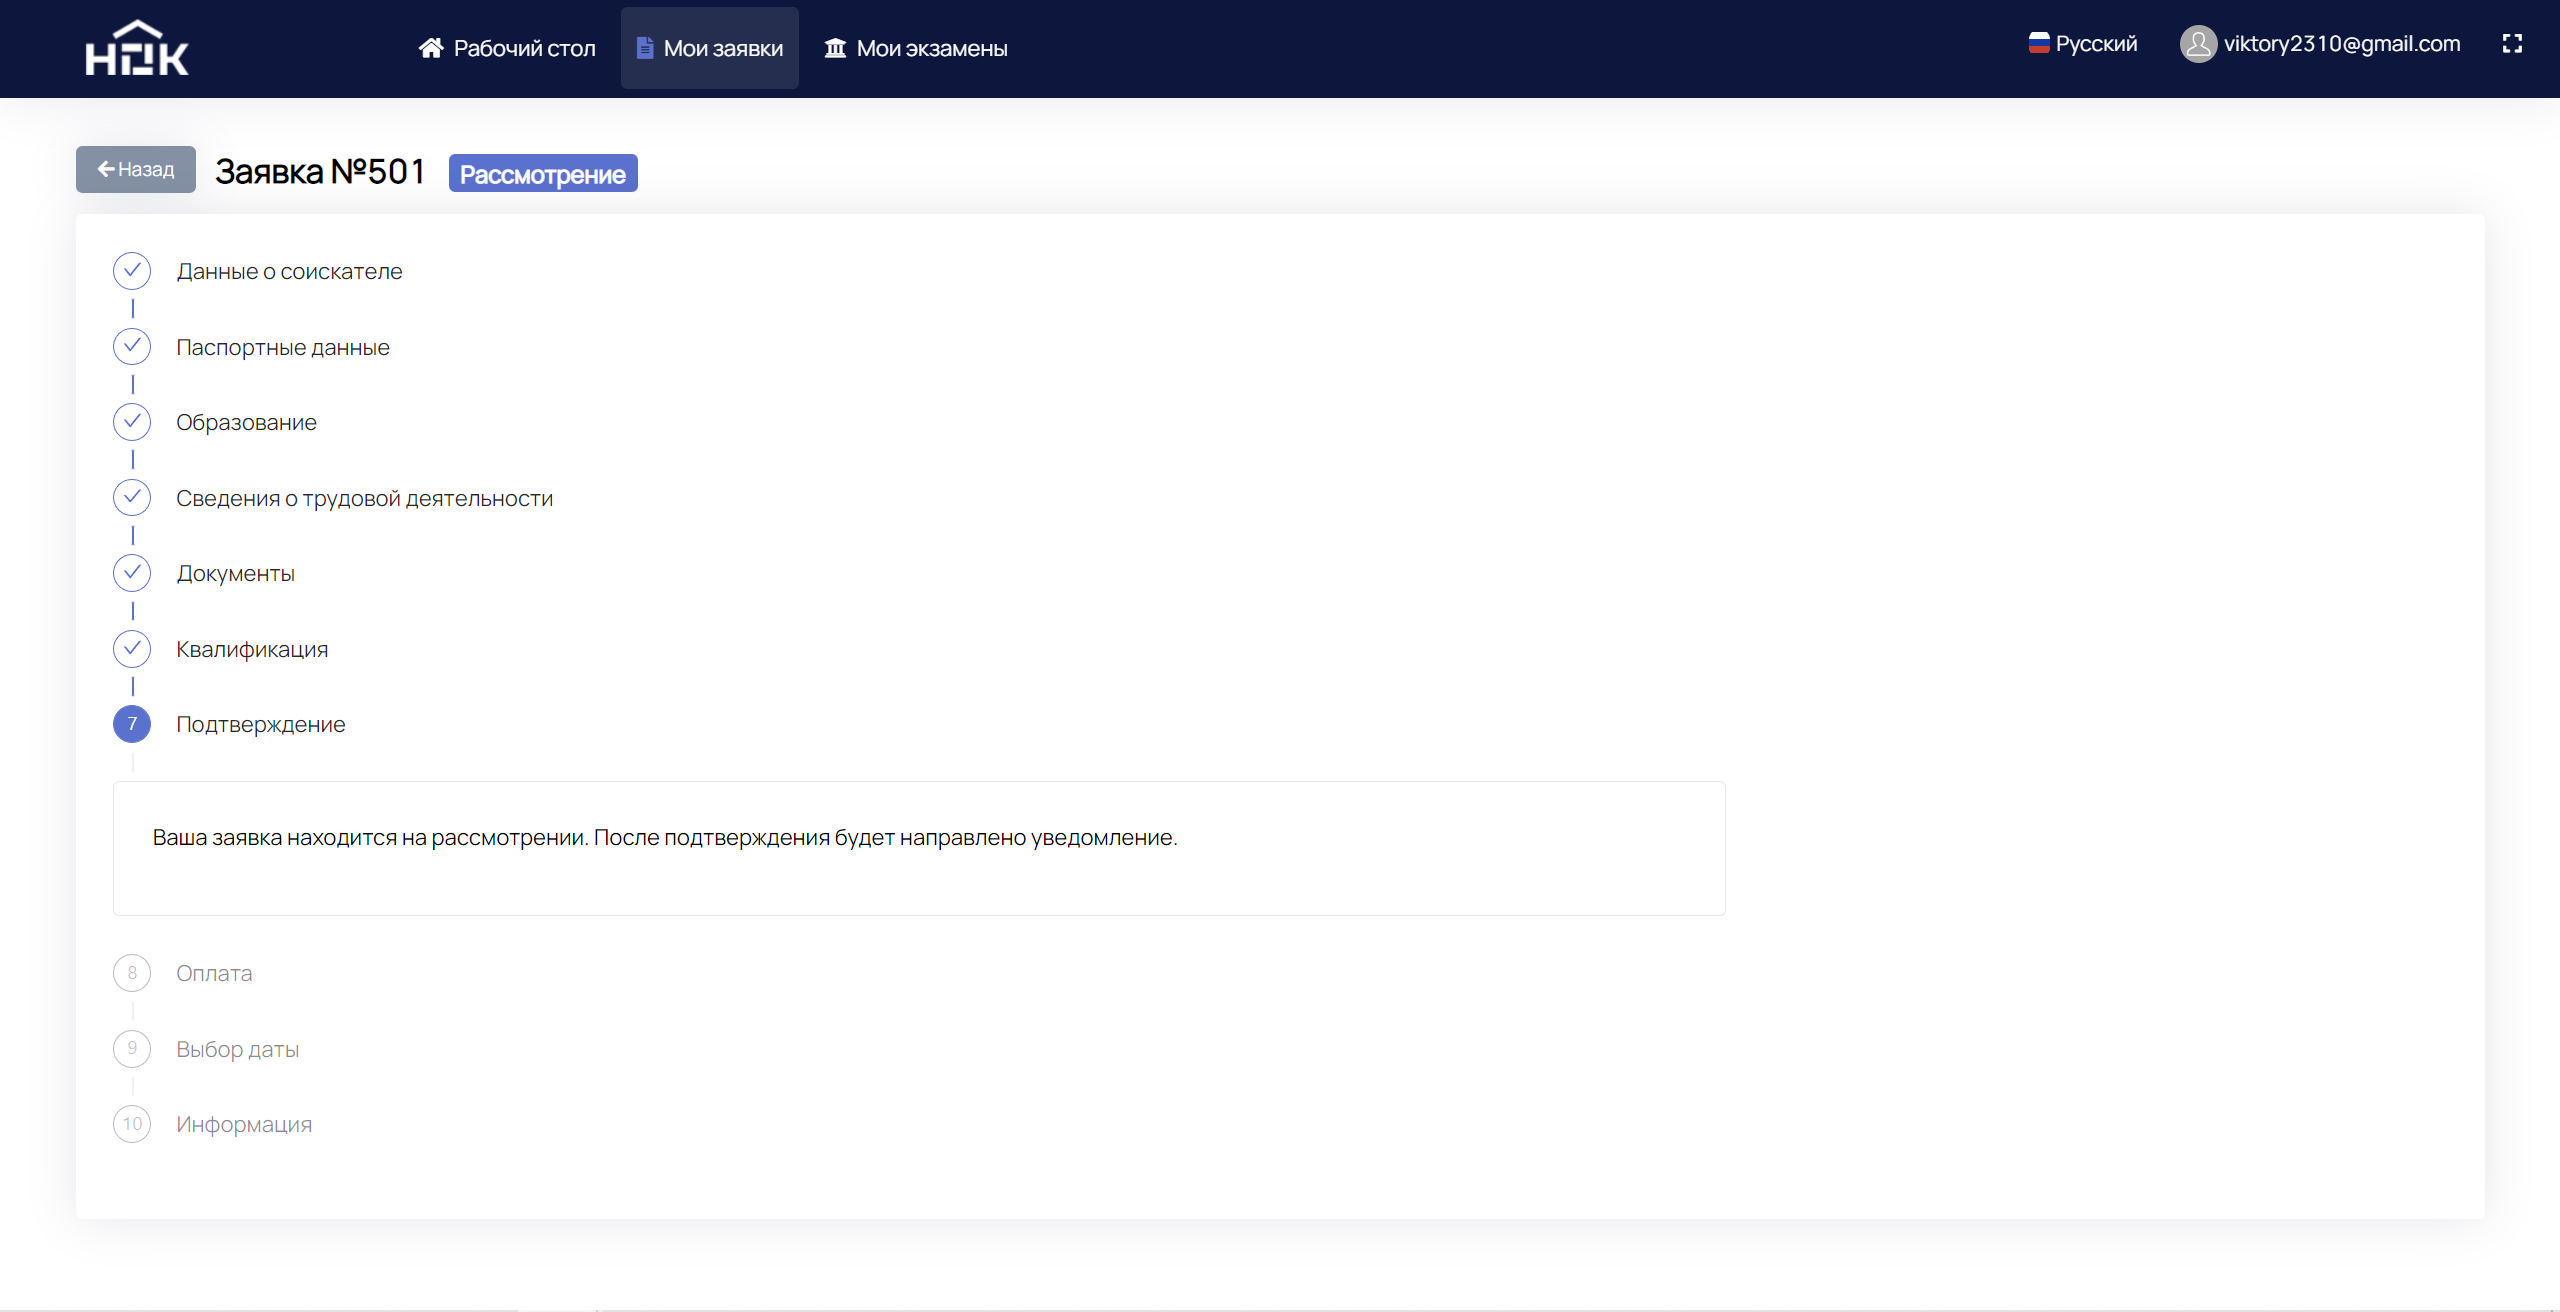 НОК
Рабочий стол
Мои заявки
Мои экзамены
Русский
viktory2310@gmail.com
Назад
Заявка №501
Рассмотрение
Данные о соискателе
Паспортные данные
Образование
Сведения о трудовой деятельности
Документы
Квалификация
7 Подтверждение
Ваша заявка находится на рассмотрении. После подтверждения будет направлено уведомление.
8 Оплата
9 Выбор даты
10 Информация